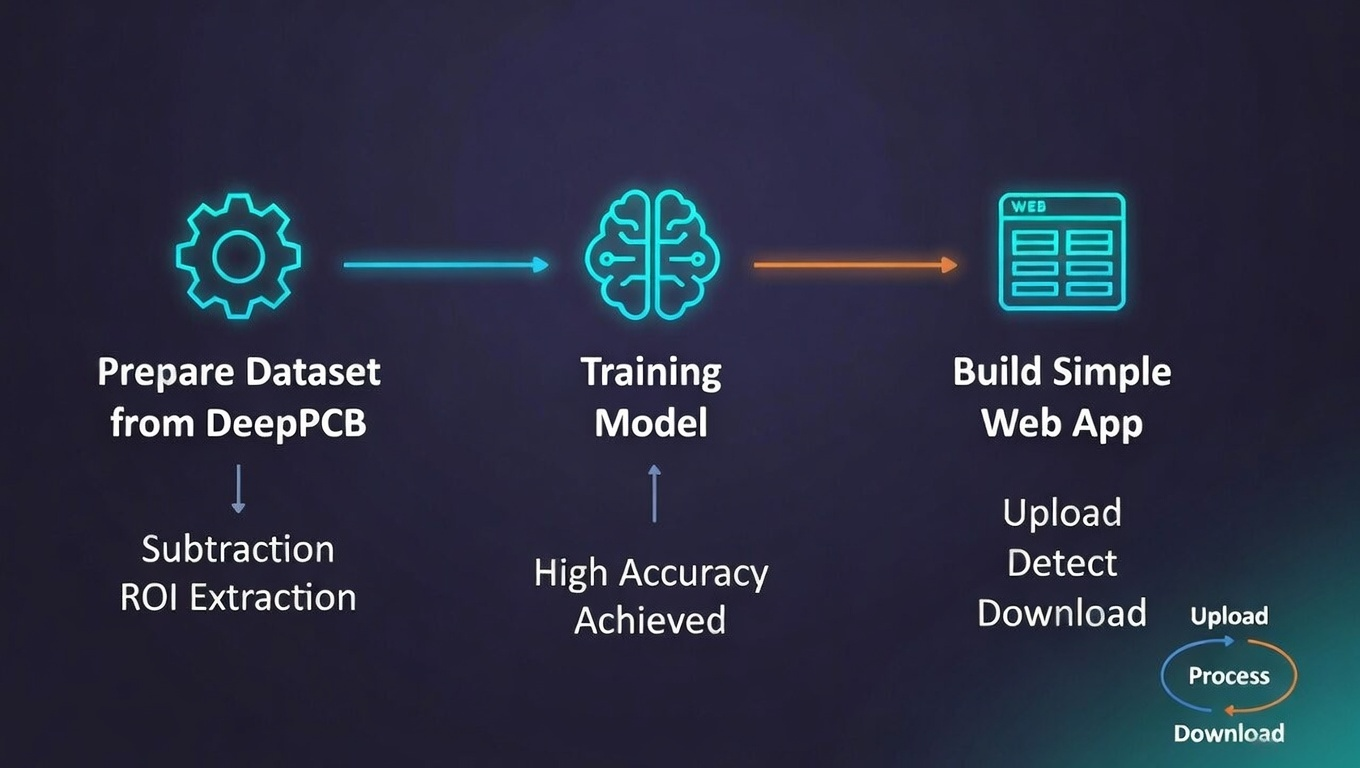 WEB
Prepare Dataset
from DeepPCB
Subtraction
ROI Extraction
Training
Model
High Accuracy
Achieved
Build Simple
Web App
Upload
Detect
Download
Upload
Process
Download